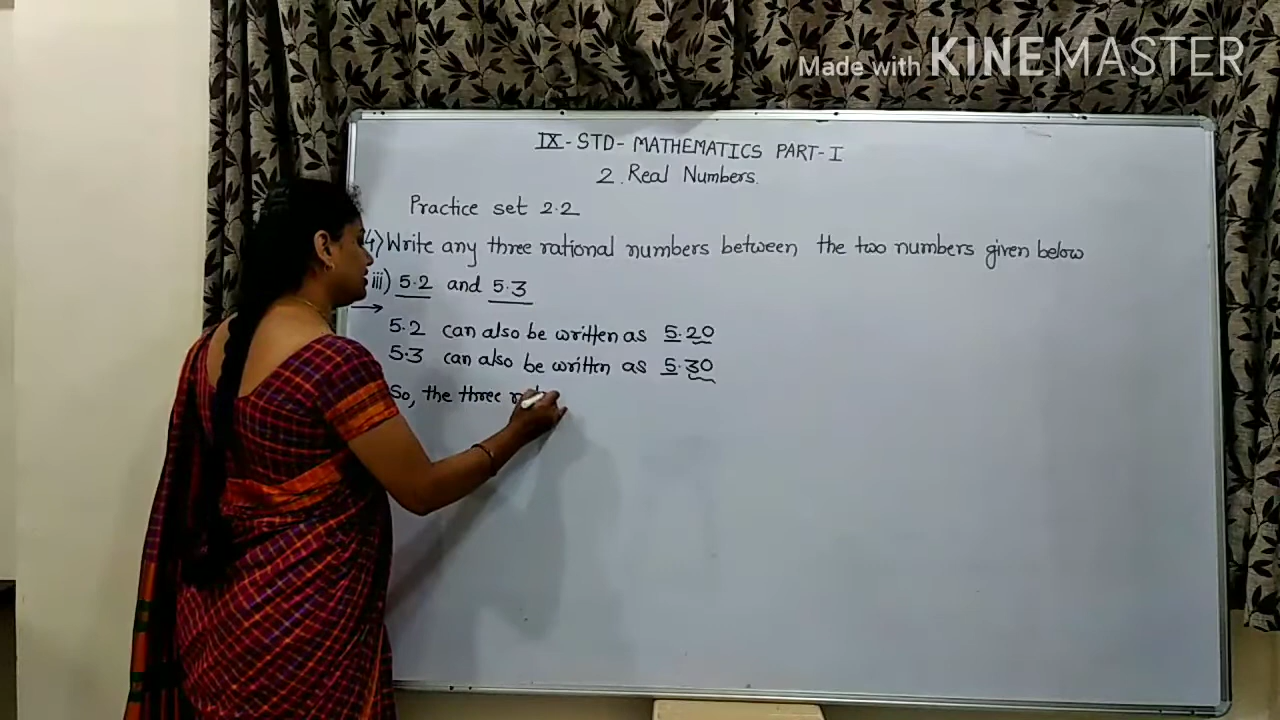 Made with KINEMASTER
IX - STD - MATHEMATICS PART - I
2. Real Numbers.
Practice set 2.2
4) Write any three rational numbers between the two numbers given below
iii) 5.2 and 5.3
→
5.2 can also be written as 5.20
5.3 can also be written as 5.30
So, the three